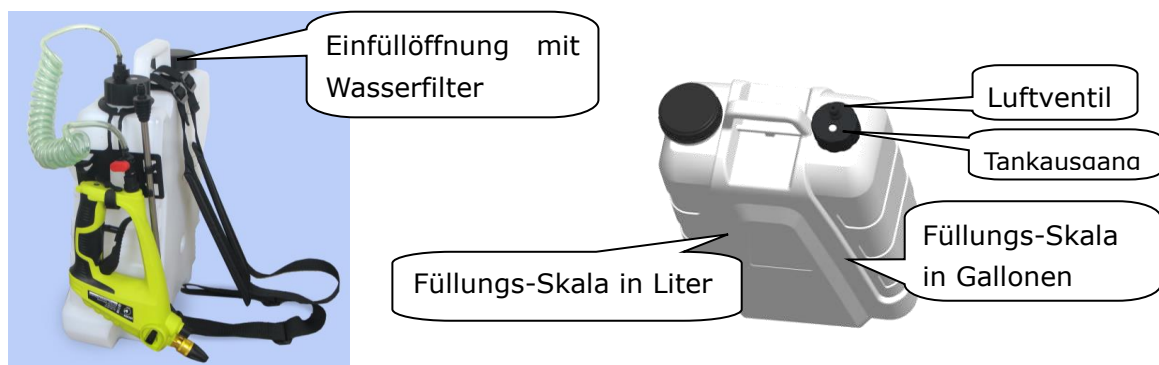 Einfüllöffnung mit
Wasserfilter
Luftventil
Tankausgang
Füllungs-Skala in Liter
Füllungs-Skala
in Gallonen